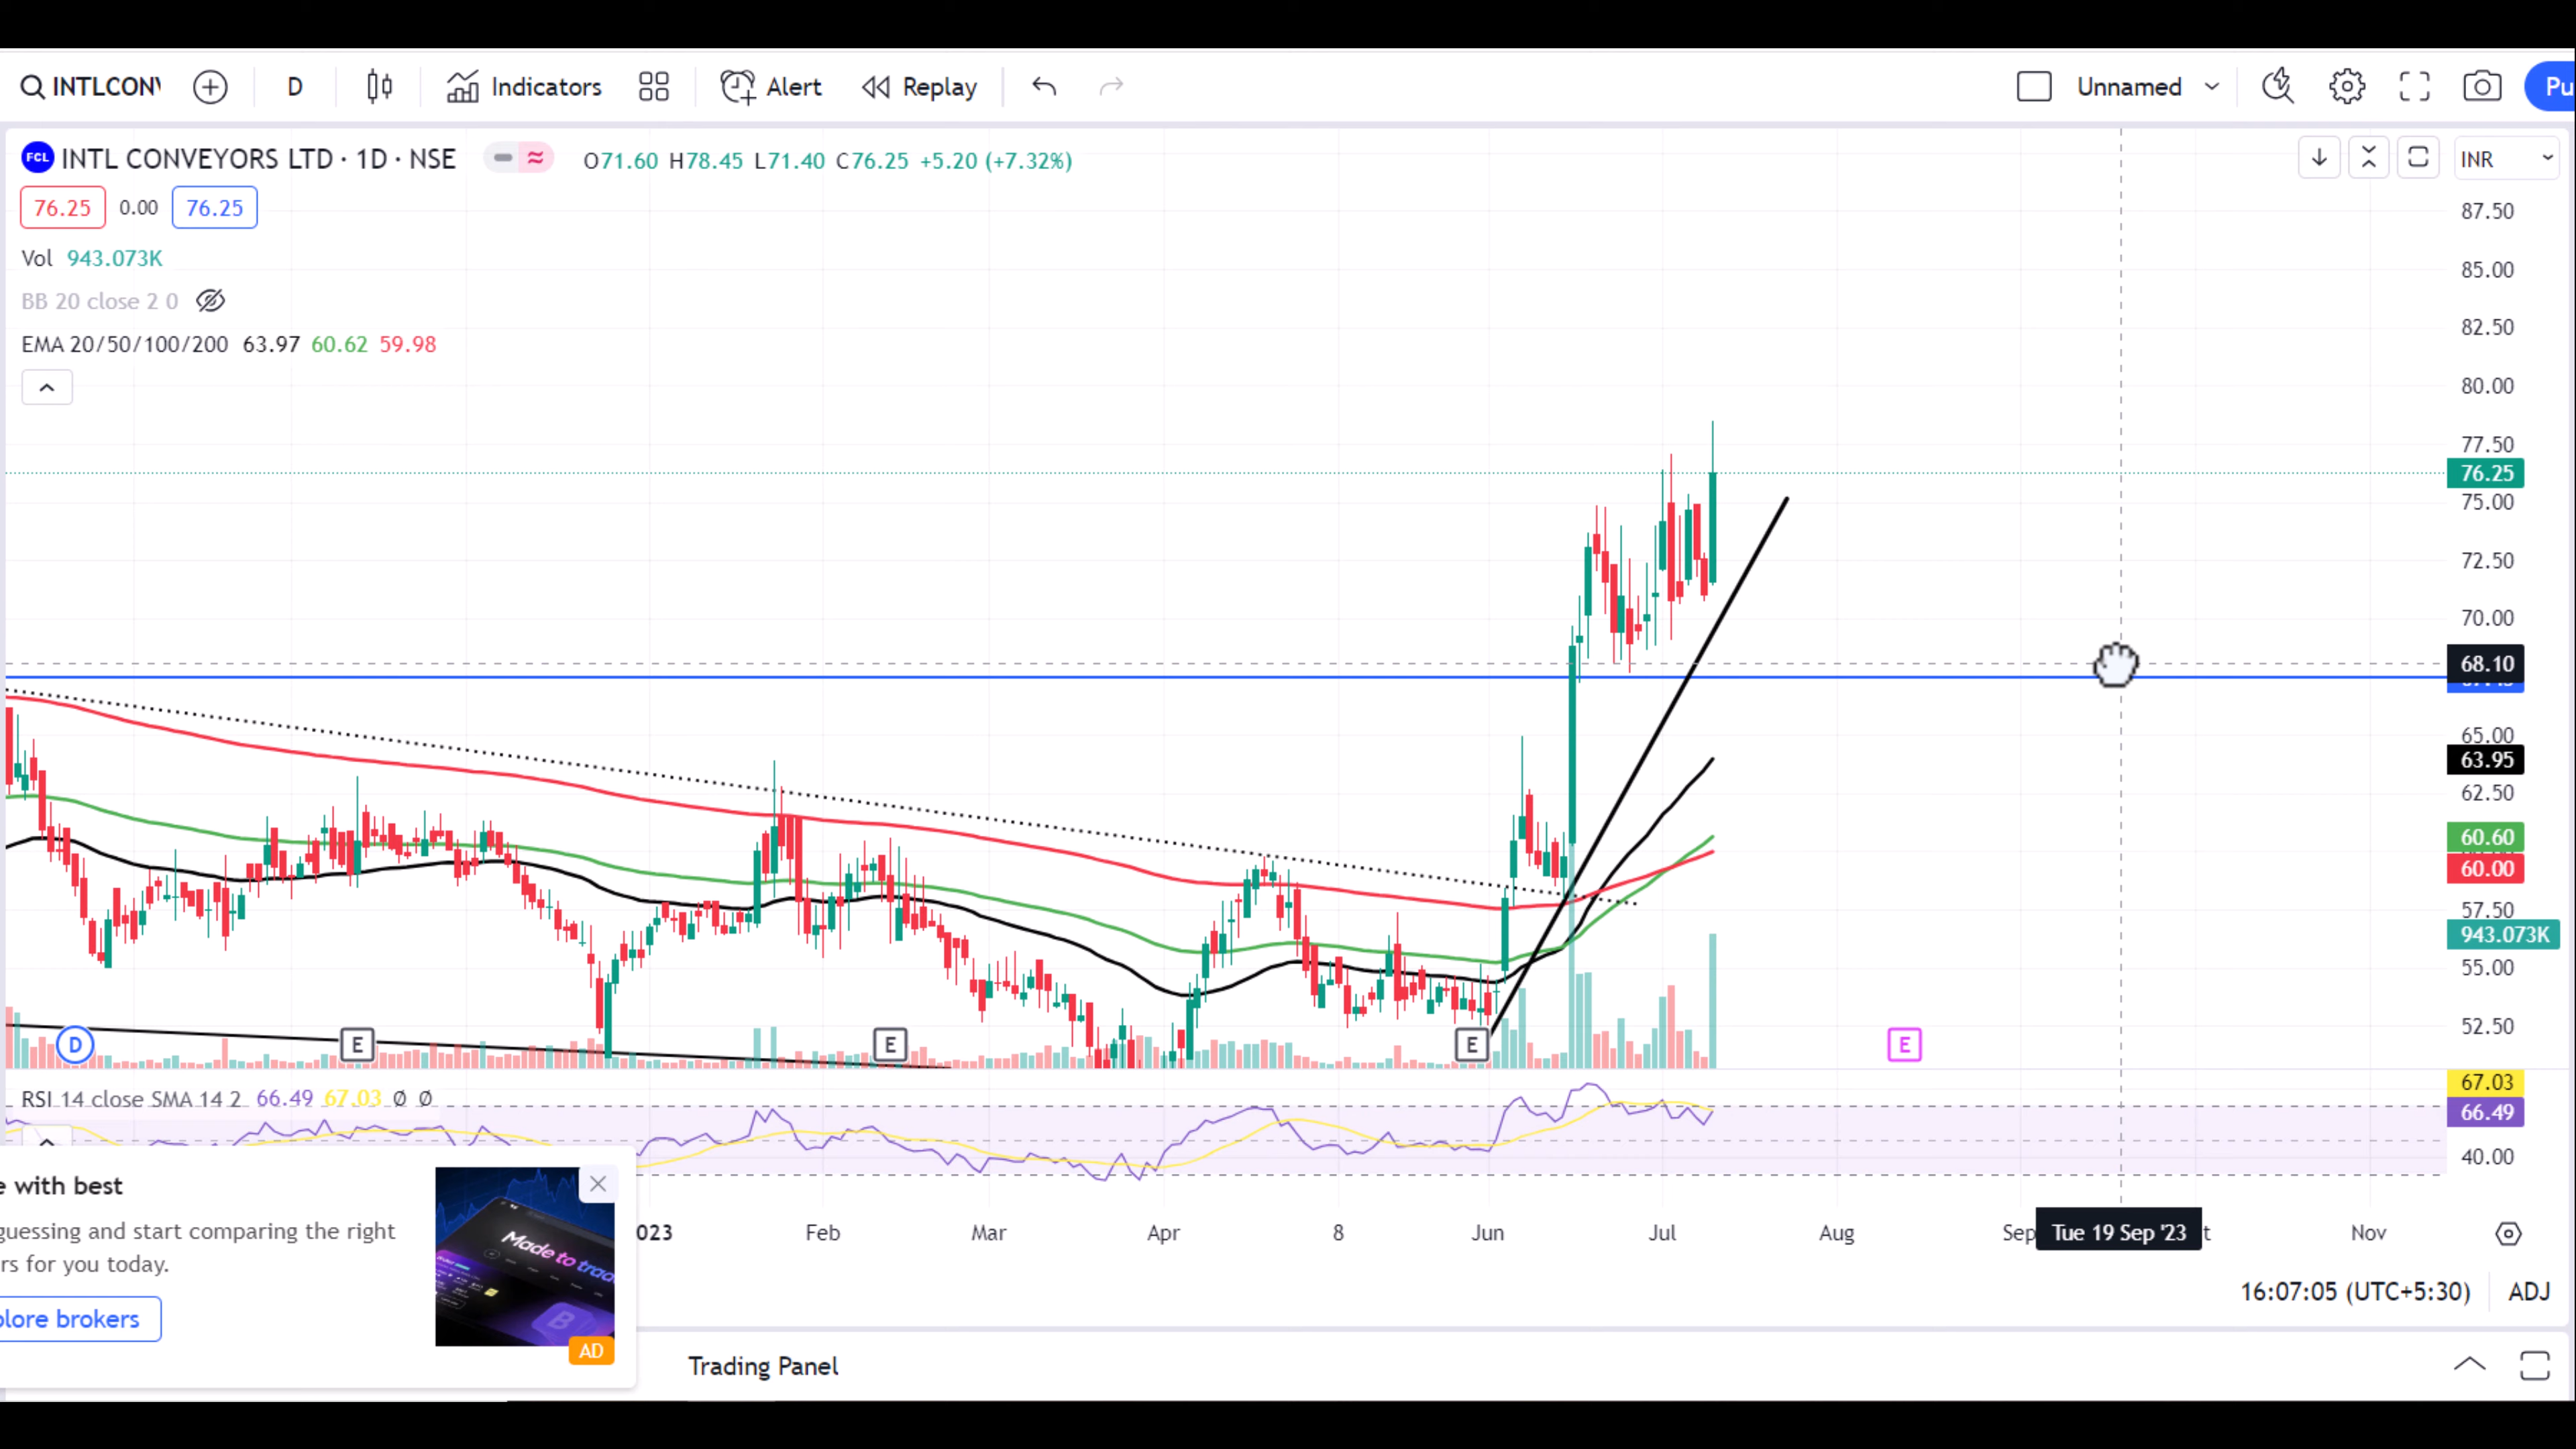 INTLCONV D Indicators Alert Replay Unnamed Pu
FCL INTL CONVEYORS LTD · 1D · NSE O71.60 H78.45 L71.40 C76.25 +5.20 (+7.32%) INR
76.25 0.00 76.25
Vol 943.073K
BB 20 close 2 0
EMA 20/50/100/200 63.97 60.62 59.98
87.50
85.00
82.50
80.00
77.50
76.25
75.00
72.50
70.00
68.10
65.00
63.95
62.50
60.60
60.00
57.50
943.073K
55.00
52.50
D E E E E
RSI 14 close SMA 14 2 66.49 67.03 Ø Ø
67.03
66.49
40.00
e with best
guessing and start comparing the right
rs for you today.
plore brokers
Made to trade
B
AD
023 Feb Mar Apr 8 Jun Jul Aug Sep Tue 19 Sep '23 t Nov
16:07:05 (UTC+5:30) ADJ
Trading Panel